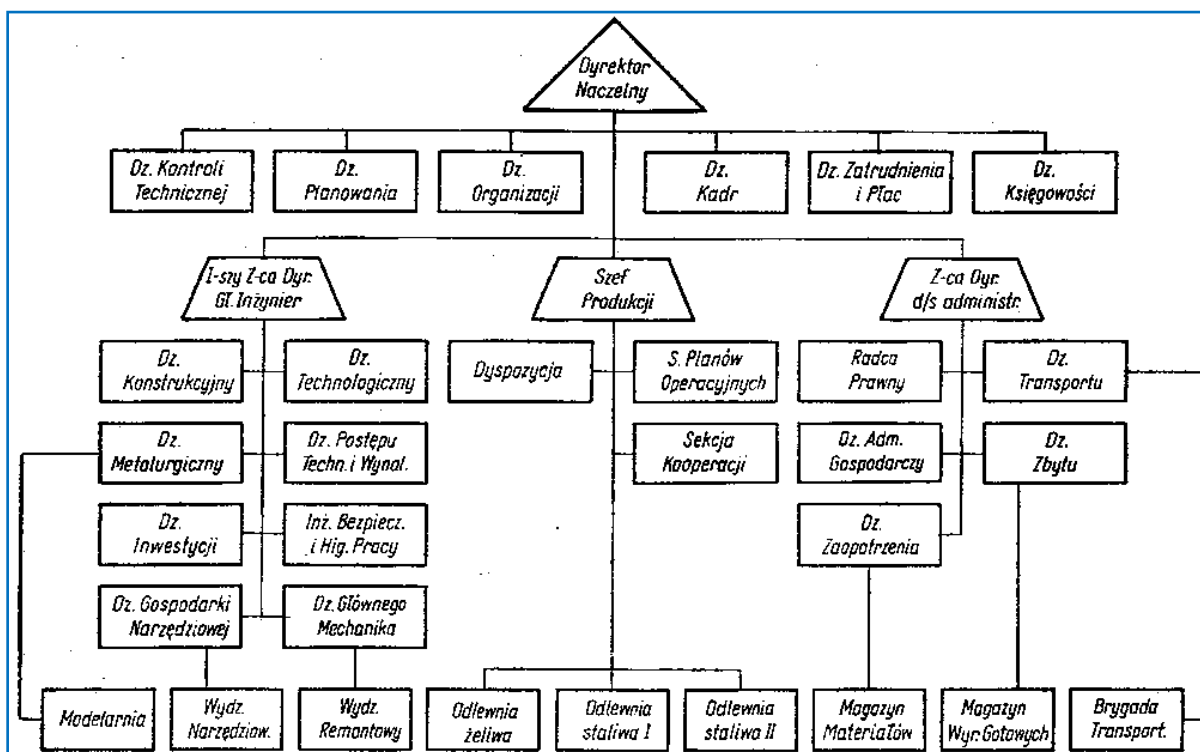 Dyrektor
Naczelny
Dz. Kontroli
Technicznej
Dz.
Planowania
Dz.
Organizacji
Dz.
Kadr
Dz. Zatrudnienia
i Płac
Dz.
Księgowości
I-szy Z-ca Dyr.
Gł. Inżynier
Szef
Produkcji
Z-ca Dyr.
d/s administr.
Dz.
Konstrukcyjny
Dz.
Technologiczny
Dyspozycja
S. Planów
Operacyjnych
Radca
Prawny
Dz.
Transportu
Dz.
Metalurgiczny
Dz. Postępu
Techn. i Wynal.
Sekcja
Kooperacji
Dz. Adm.
Gospodarczy
Dz.
Zbytu
Dz.
Inwestycji
Inż. Bezpiecz.
i Hig. Pracy
Dz.
Zaopatrzenia
Dz. Gospodarki
Narzędziowej
Dz. Głównego
Mechanika
Modelarnia
Wydz.
Narzędziow.
Wydz.
Remontowy
Odlewnia
żeliwa
Odlewnia
staliwa I
Odlewnia
staliwa II
Magazyn
Materiałów
Magazyn
Wyr. Gotowych
Brygada
Transport.